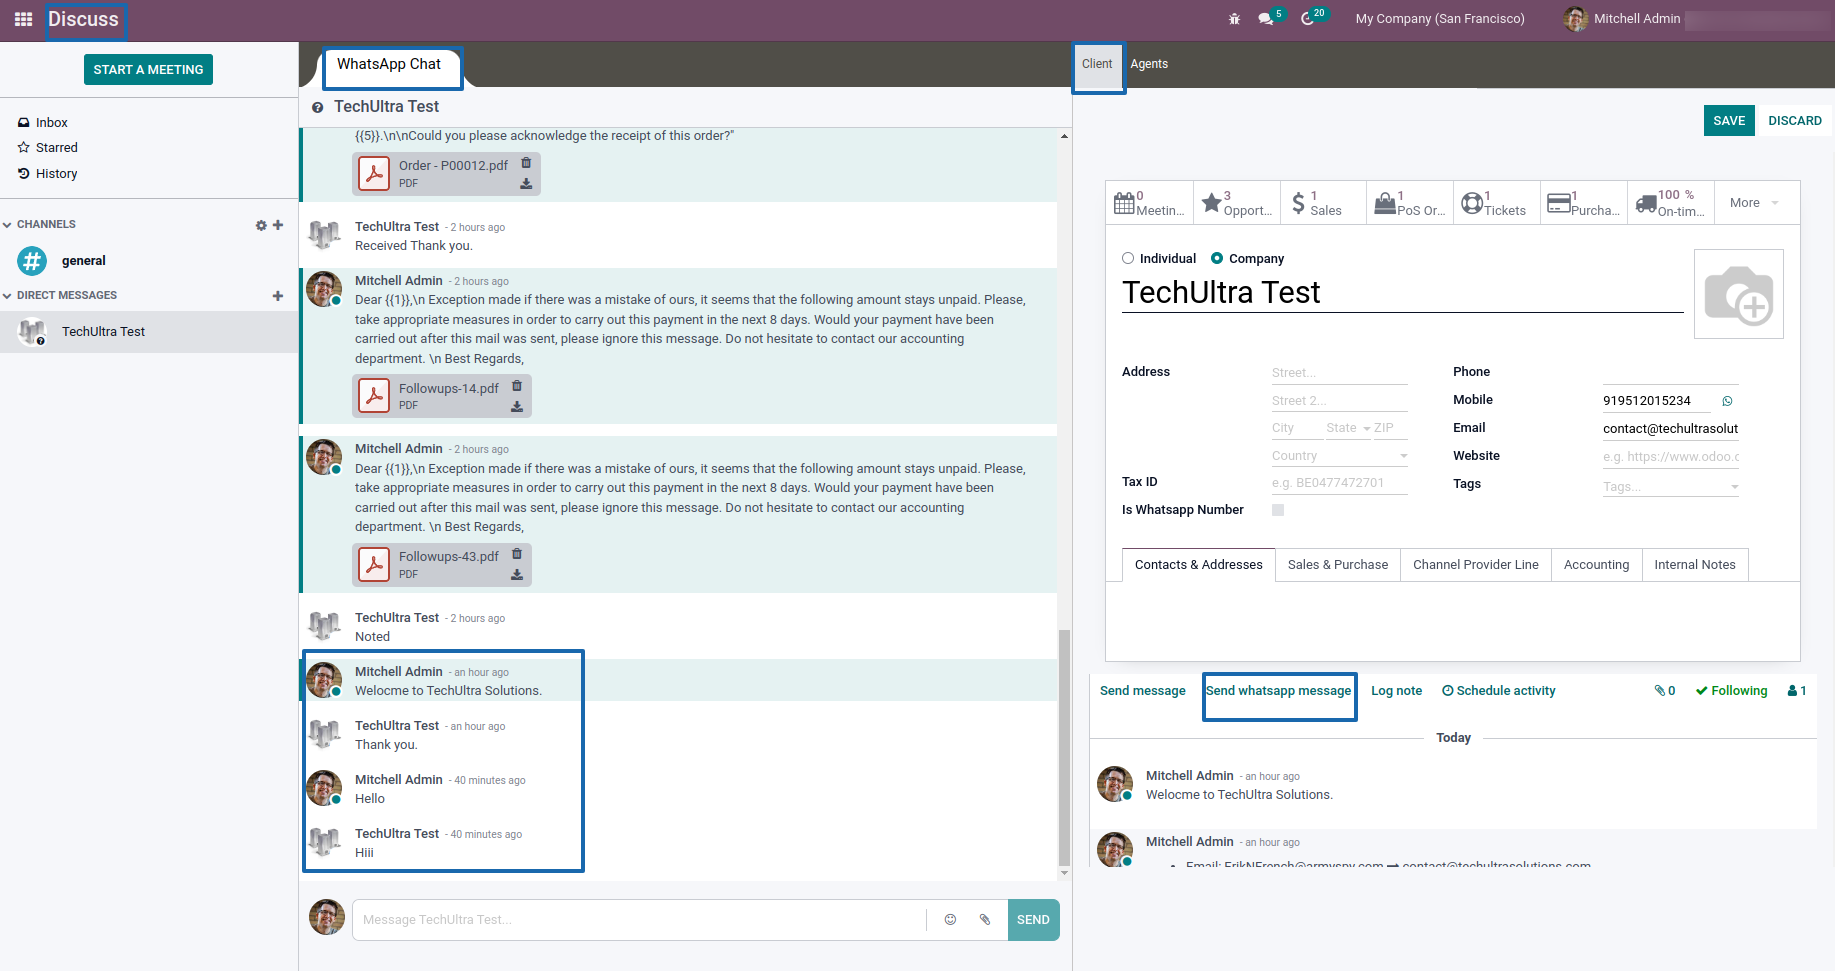 Discuss
5
20
My Company (San Francisco)
Mitchell Admin
START A MEETING
Inbox
Starred
History
CHANNELS
general
DIRECT MESSAGES
TechUltra Test
WhatsApp Chat
TechUltra Test
{{5}}.\n\nCould you please acknowledge the receipt of this order?"
Order - P00012.pdf
PDF
TechUltra Test - 2 hours ago
Received Thank you.
Mitchell Admin - 2 hours ago
Dear {{1}},\n Exception made if there was a mistake of ours, it seems that the following amount stays unpaid. Please,
take appropriate measures in order to carry out this payment in the next 8 days. Would your payment have been
carried out after this mail was sent, please ignore this message. Do not hesitate to contact our accounting
department. \n Best Regards,
Followups-14.pdf
PDF
Mitchell Admin - 2 hours ago
Dear {{1}},\n Exception made if there was a mistake of ours, it seems that the following amount stays unpaid. Please,
take appropriate measures in order to carry out this payment in the next 8 days. Would your payment have been
carried out after this mail was sent, please ignore this message. Do not hesitate to contact our accounting
department. \n Best Regards,
Followups-43.pdf
PDF
TechUltra Test - 2 hours ago
Noted
Mitchell Admin - an hour ago
Welocme to TechUltra Solutions.
TechUltra Test - an hour ago
Thank you.
Mitchell Admin - 40 minutes ago
Hello
TechUltra Test - 40 minutes ago
Hiii
Message TechUltra Test...
SEND
Client
Agents
SAVE
DISCARD
0
Meetin...
3
Opport...
1
Sales
1
PoS Or...
1
Tickets
1
Purcha...
100 %
On-tim...
More
Individual
Company
TechUltra Test
Address
Street...
Street 2...
City
State
ZIP
Country
Tax ID
e.g. BE0477472701
Is Whatsapp Number
Phone
Mobile
919512015234
Email
contact@techultrasolut
Website
e.g. https://www.odoo.c
Tags
Tags...
Contacts & Addresses
Sales & Purchase
Channel Provider Line
Accounting
Internal Notes
Send message
Send whatsapp message
Log note
Schedule activity
0
Following
1
Today
Mitchell Admin - an hour ago
Welocme to TechUltra Solutions.
Mitchell Admin - an hour ago
Email: ErikNFrench@armyspy.com ➞ contact@techultrasolutions.com